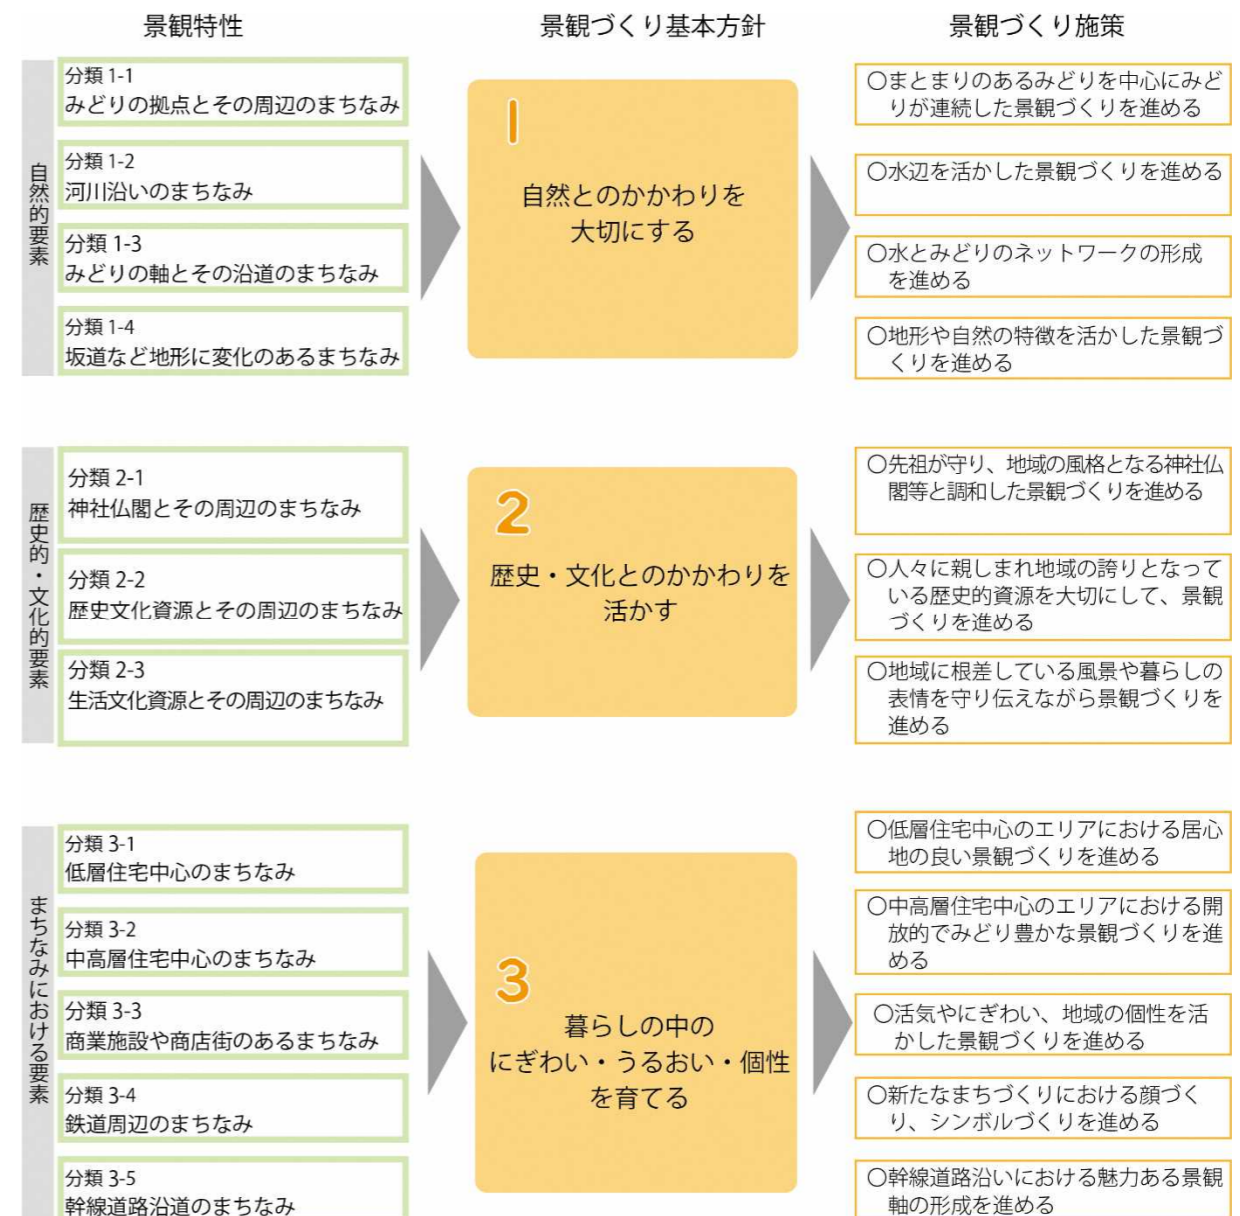 景観特性
景観づくり基本方針
景観づくり施策
自然的要素
分類 1-1
みどりの拠点とその周辺のまちなみ
分類 1-2
河川沿いのまちなみ
分類 1-3
みどりの軸とその沿道のまちなみ
分類 1-4
坂道など地形に変化のあるまちなみ
1
自然とのかかわりを
大切にする
〇まとまりのあるみどりを中心にみど
りが連続した景観づくりを進める
〇水辺を活かした景観づくりを進める
〇水とみどりのネットワークの形成
を進める
〇地形や自然の特徴を活かした景観づ
くりを進める
歴史的・文化的要素
分類 2-1
神社仏閣とその周辺のまちなみ
分類 2-2
歴史文化資源とその周辺のまちなみ
分類 2-3
生活文化資源とその周辺のまちなみ
2
歴史・文化とのかかわりを
活かす
〇先祖が守り、地域の風格となる神社仏
閣等と調和した景観づくりを進める
〇人々に親しまれ地域の誇りとなって
いる歴史的資源を大切にして、景観
づくりを進める
〇地域に根差している風景や暮らしの
表情を守り伝えながら景観づくりを
進める
まちなみにおける要素
分類 3-1
低層住宅中心のまちなみ
分類 3-2
中高層住宅中心のまちなみ
分類 3-3
商業施設や商店街のあるまちなみ
分類 3-4
鉄道周辺のまちなみ
分類 3-5
幹線道路沿道のまちなみ
3
暮らしの中の
にぎわい・うるおい・個性
を育てる
〇低層住宅中心のエリアにおける居心
地の良い景観づくりを進める
〇中高層住宅中心のエリアにおける開
放的でみどり豊かな景観づくりを進
める
〇活気やにぎわい、地域の個性を活
かした景観づくりを進める
〇新たなまちづくりにおける顔づく
り、シンボルづくりを進める
〇幹線道路沿いにおける魅力ある景観
軸の形成を進める